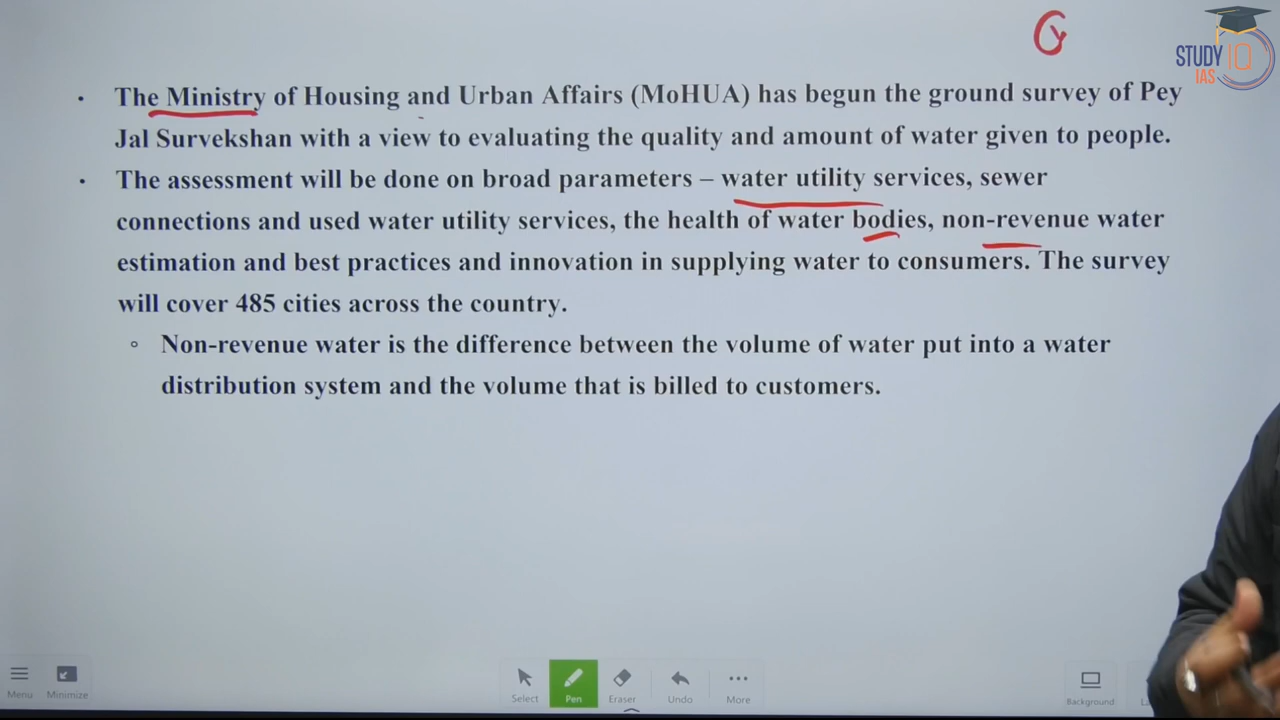 STUDY IQ
IAS
• The Ministry of Housing and Urban Affairs (MoHUA) has begun the ground survey of Pey
Jal Survekshan with a view to evaluating the quality and amount of water given to people.
• The assessment will be done on broad parameters – water utility services, sewer
connections and used water utility services, the health of water bodies, non-revenue water
estimation and best practices and innovation in supplying water to consumers. The survey
will cover 485 cities across the country.
◦ Non-revenue water is the difference between the volume of water put into a water
distribution system and the volume that is billed to customers.
Menu Minimize Select Pen Eraser Undo More Background